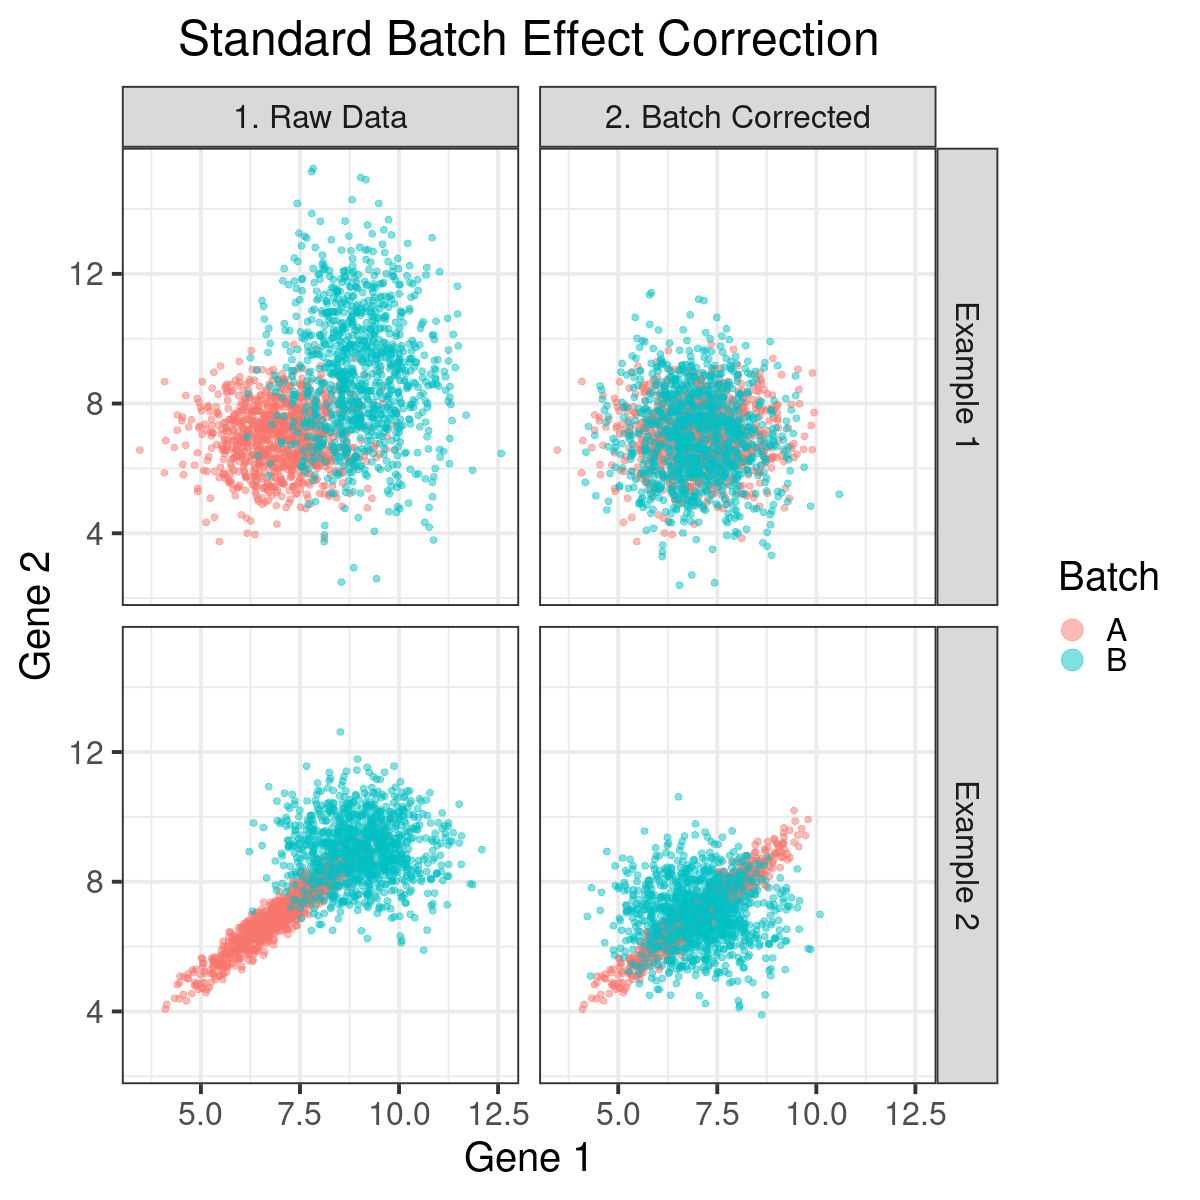 Standard Batch Effect Correction
1. Raw Data
2. Batch Corrected
12
8
4
Example 1
Gene 2
Batch
A
B
12
8
4
Example 2
5.0 7.5 10.0 12.5 5.0 7.5 10.0 12.5
Gene 1